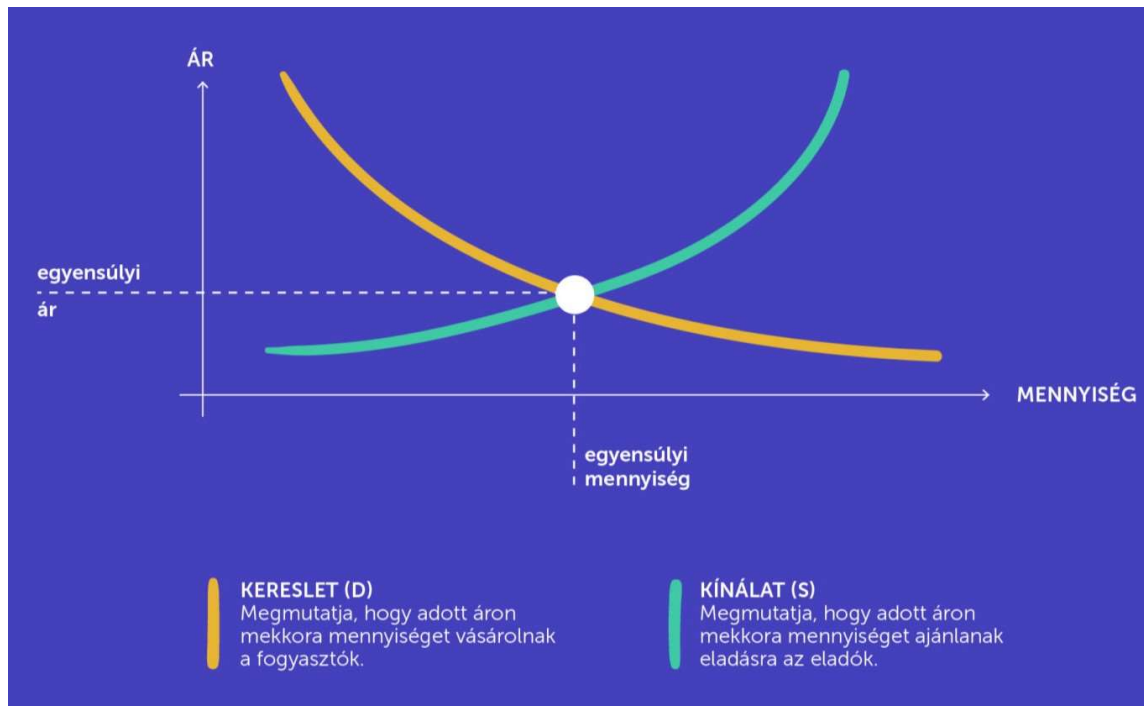 ÁR
egyensúlyi
ár
MENNYISÉG
egyensúlyi
mennyiség
KERESLET (D)
Megmutatja, hogy adott áron
mekkora mennyiséget vásárolnak
a fogyasztók.
KÍNÁLAT (S)
Megmutatja, hogy adott áron
mekkora mennyiséget ajánlanak
eladásra az eladók.